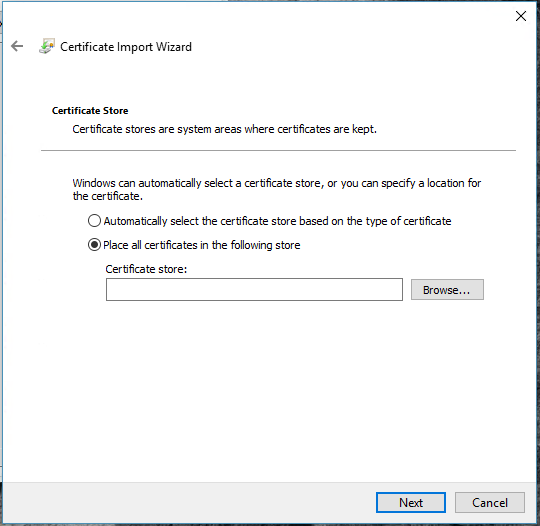 Certificate Import Wizard
Certificate Store
Certificate stores are system areas where certificates are kept.
Windows can automatically select a certificate store, or you can specify a location for
the certificate.
Automatically select the certificate store based on the type of certificate
Place all certificates in the following store
Certificate store:
Browse...
Next
Cancel